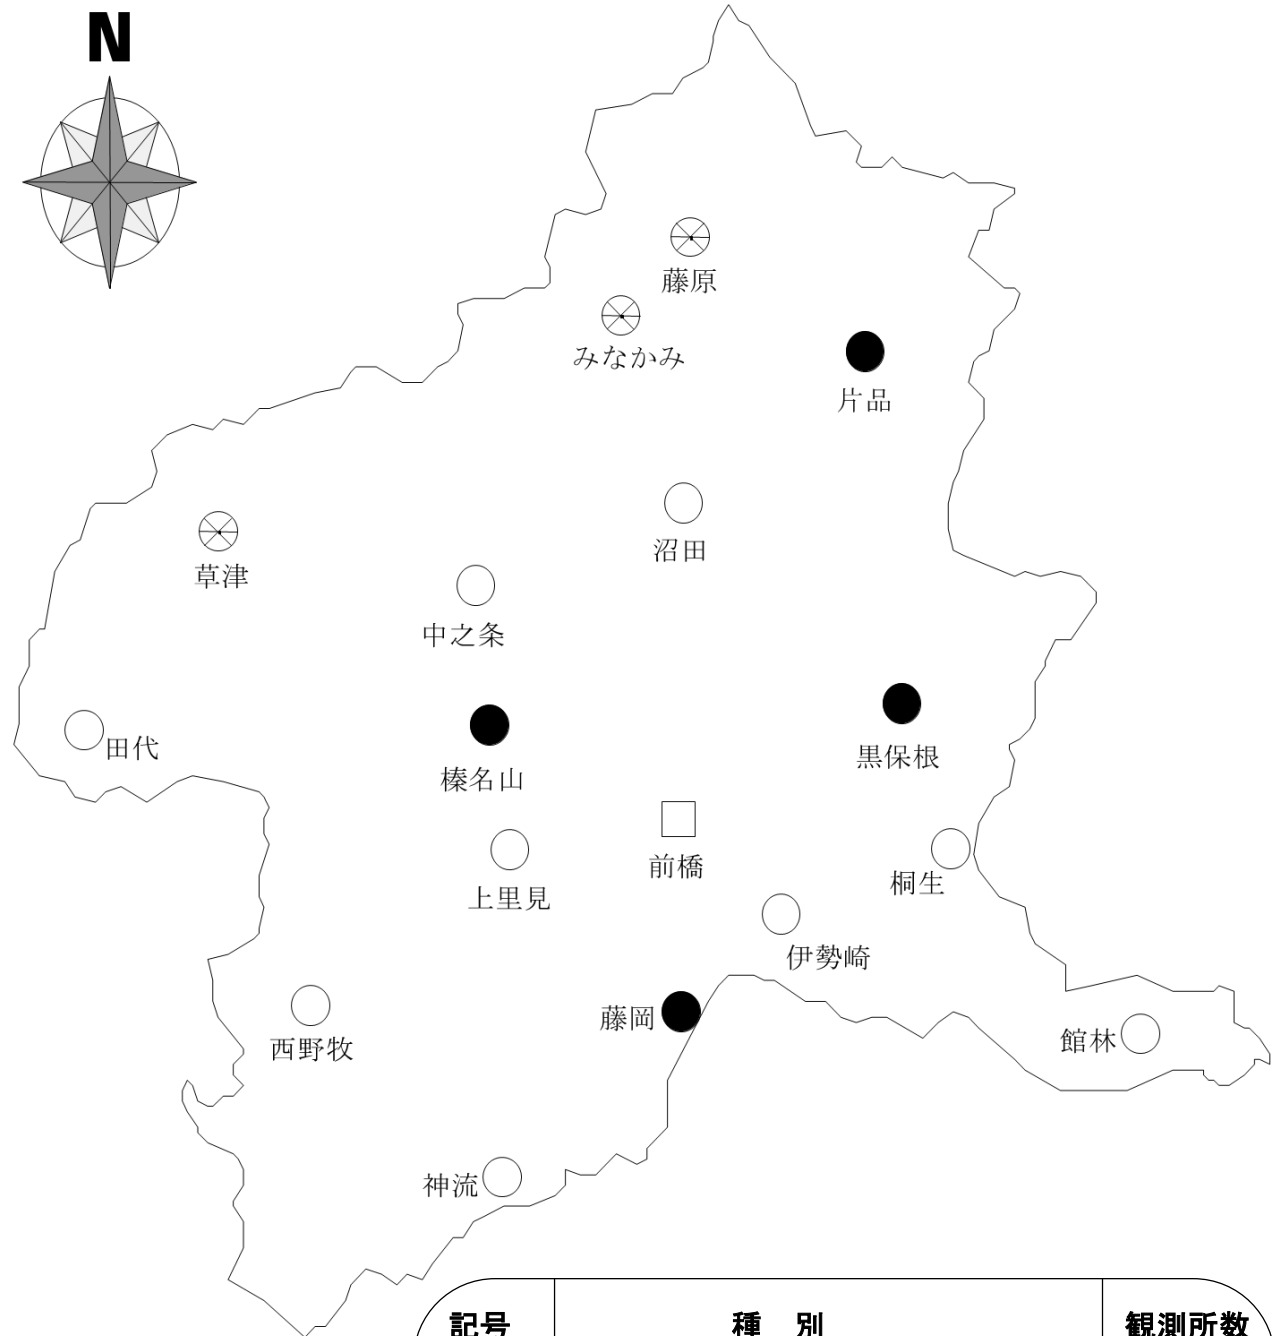 N
藤原
みなかみ
片品
沼田
草津
中之条
田代
榛名山
黒保根
前橋
上里見
桐生
伊勢崎
西野牧
藤岡
館林
神流
記号 種別 観測所数